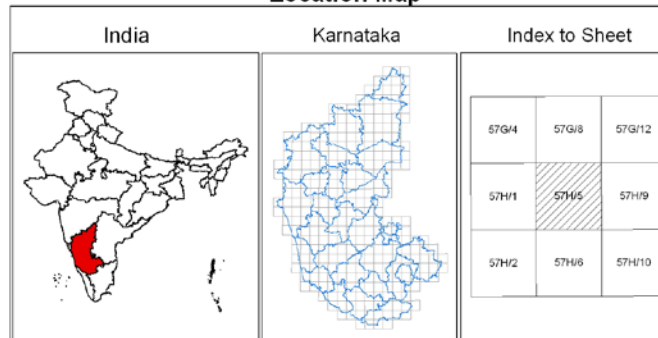 Location Map
India Karnataka Index to Sheet
57G/4 57G/8 57G/12
57H/1 57H/5 57H/9
57H/2 57H/6 57H/10